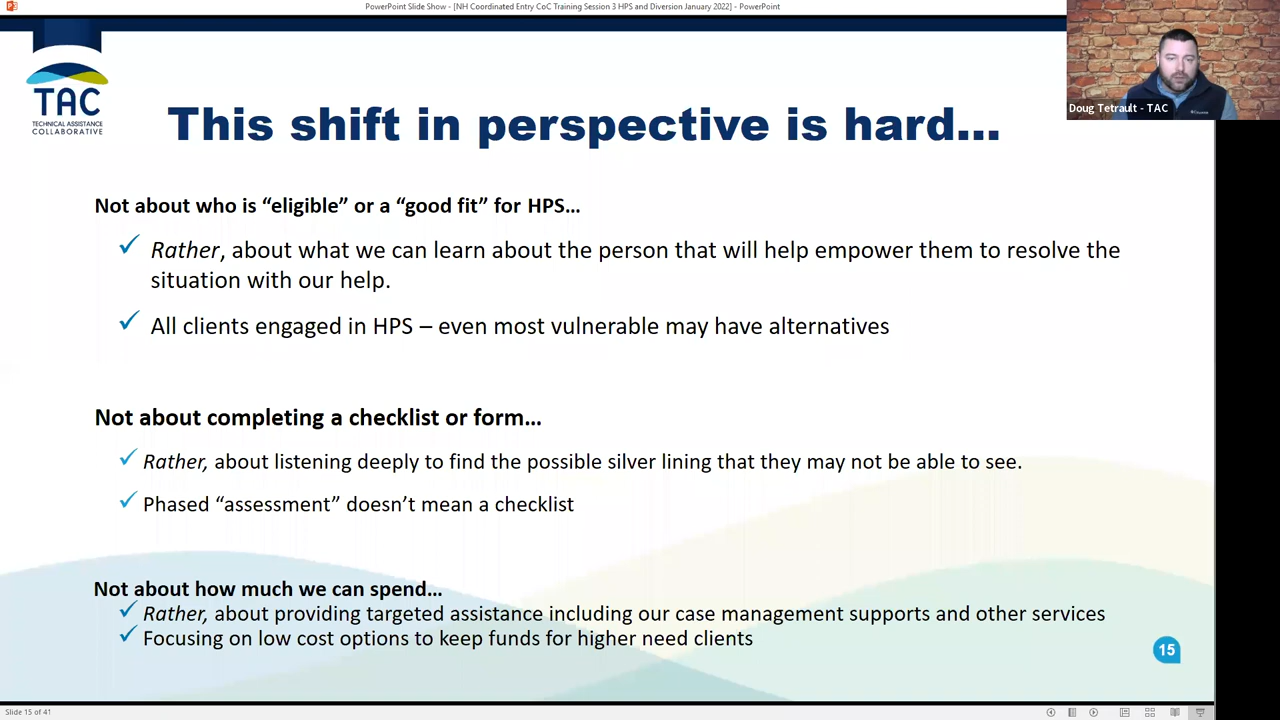 PowerPoint Slide Show - [NH Coordinated Entry CoC Training Session 3 HPS and Diversion January 2022] - PowerPoint
Doug Tetrault - TAC
TAC
TECHNICAL ASSISTANCE
COLLABORATIVE
This shift in perspective is hard...
Not about who is “eligible” or a “good fit” for HPS…
Rather, about what we can learn about the person that will help empower them to resolve the
situation with our help.
All clients engaged in HPS – even most vulnerable may have alternatives
Not about completing a checklist or form…
Rather, about listening deeply to find the possible silver lining that they may not be able to see.
Phased “assessment” doesn’t mean a checklist
Not about how much we can spend…
Rather, about providing targeted assistance including our case management supports and other services
Focusing on low cost options to keep funds for higher need clients
15
Slide 15 of 41